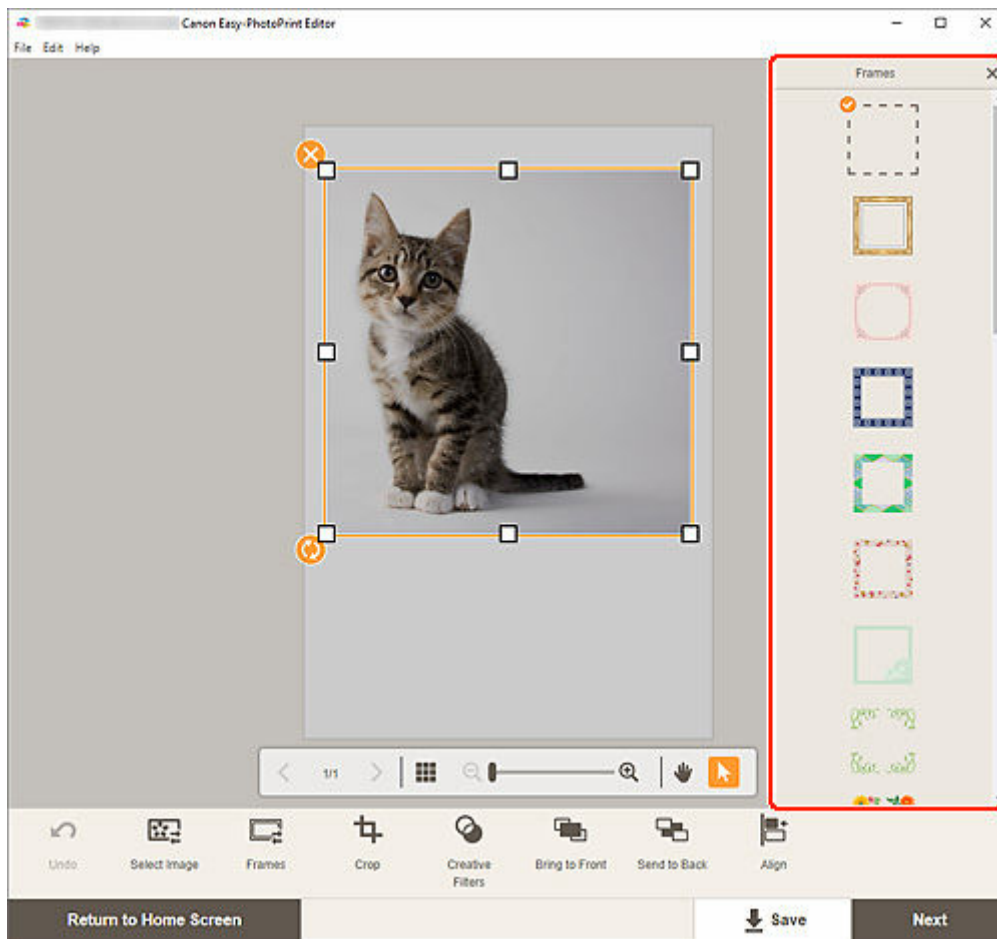 Canon Easy-PhotoPrint Editor
File Edit Help
Frames
1/1
Undo
Select Image
Frames
Crop
Creative
Filters
Bring to Front
Send to Back
Align
Return to Home Screen
Save
Next